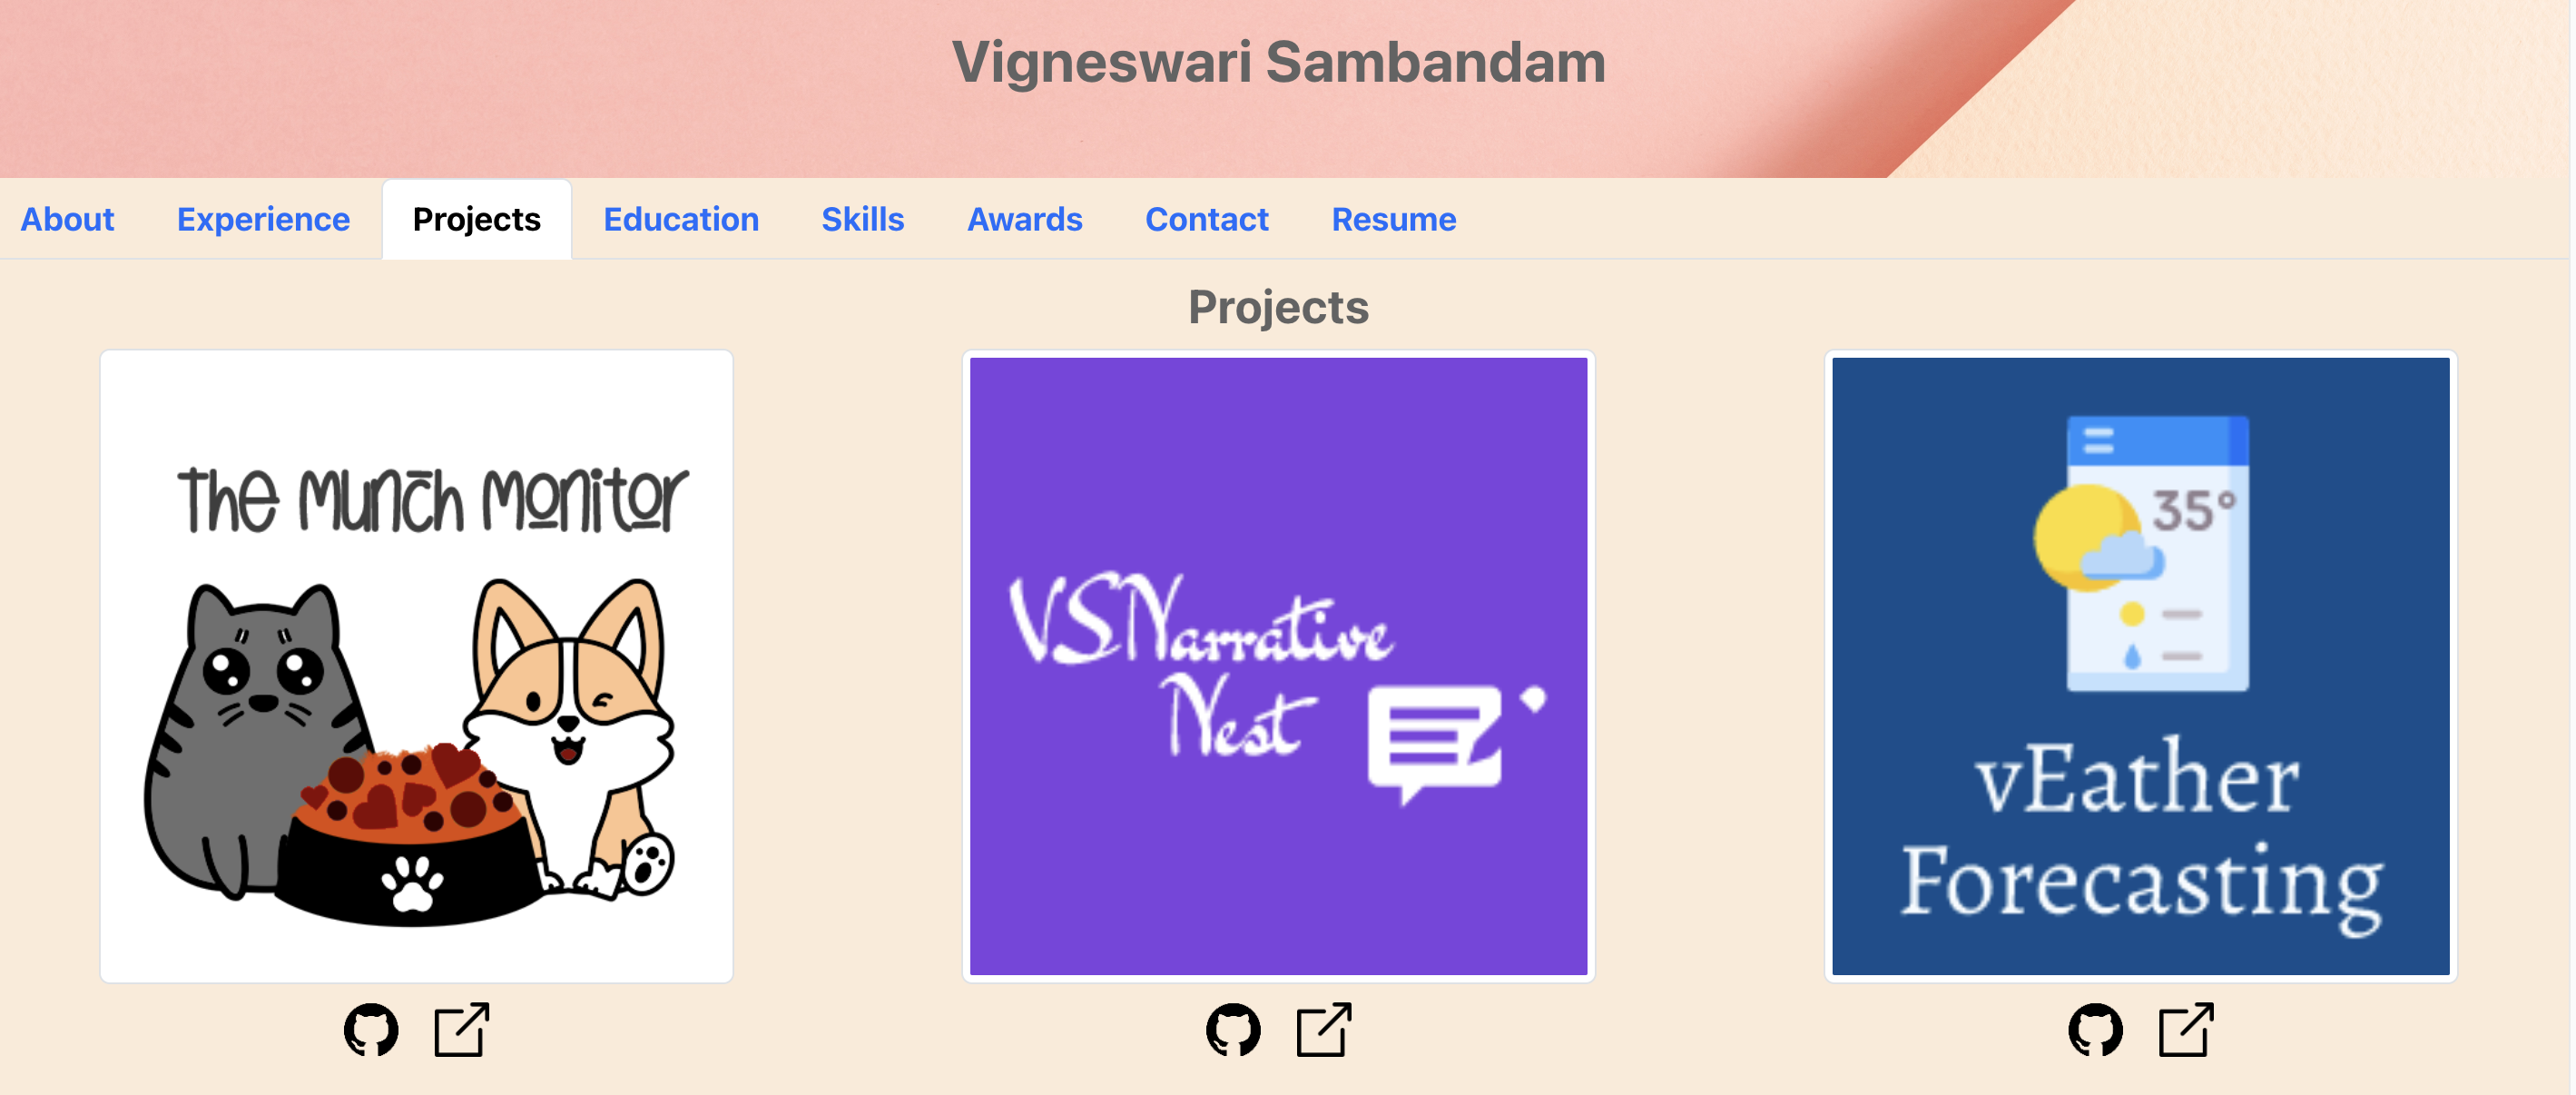 Vigneswari Sambandam
About Experience Projects Education Skills Awards Contact Resume
Projects
The Munch Monitor
VSNarrative
Nest
35°
vEather
Forecasting